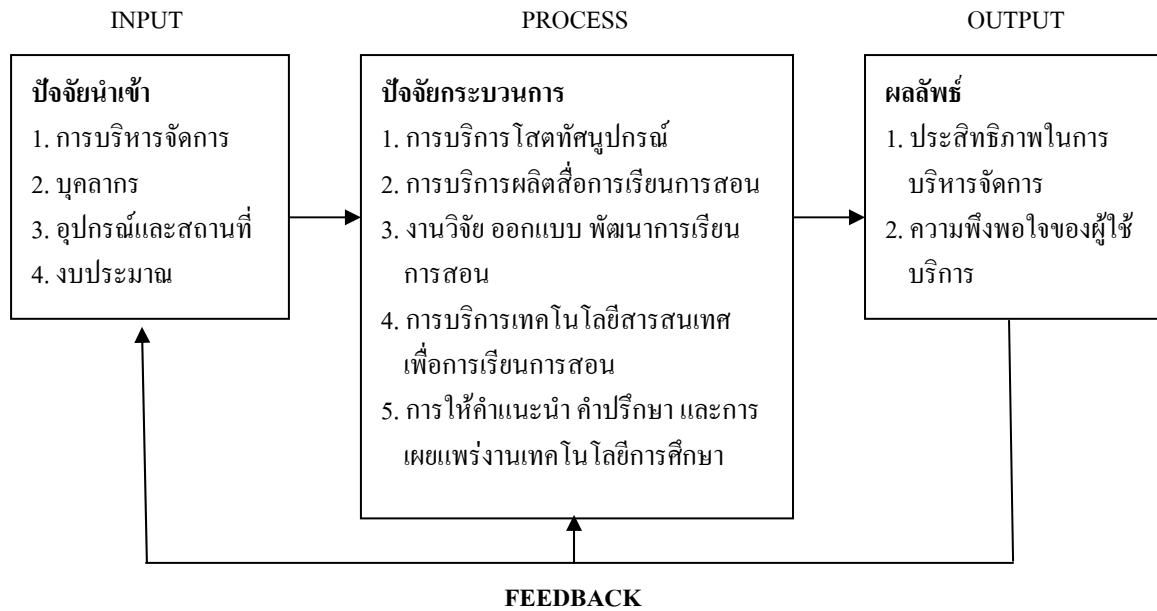 INPUT
PROCESS
OUTPUT
ปัจจัยนำเข้า
1. การบริหารจัดการ
2. บุคลากร
3. อุปกรณ์และสถานที่
4. งบประมาณ
ปัจจัยกระบวนการ
1. การบริการโสตทัศนูปกรณ์
2. การบริการผลิตสื่อการเรียนการสอน
3. งานวิจัย ออกแบบ พัฒนาการเรียน
การสอน
4. การบริการเทคโนโลยีสารสนเทศ
เพื่อการเรียนการสอน
5. การให้คำแนะนำ คำปรึกษา และการ
เผยแพร่งานเทคโนโลยีการศึกษา
ผลลัพธ์
1. ประสิทธิภาพในการ
บริหารจัดการ
2. ความพึงพอใจของผู้ใช้
บริการ
FEEDBACK